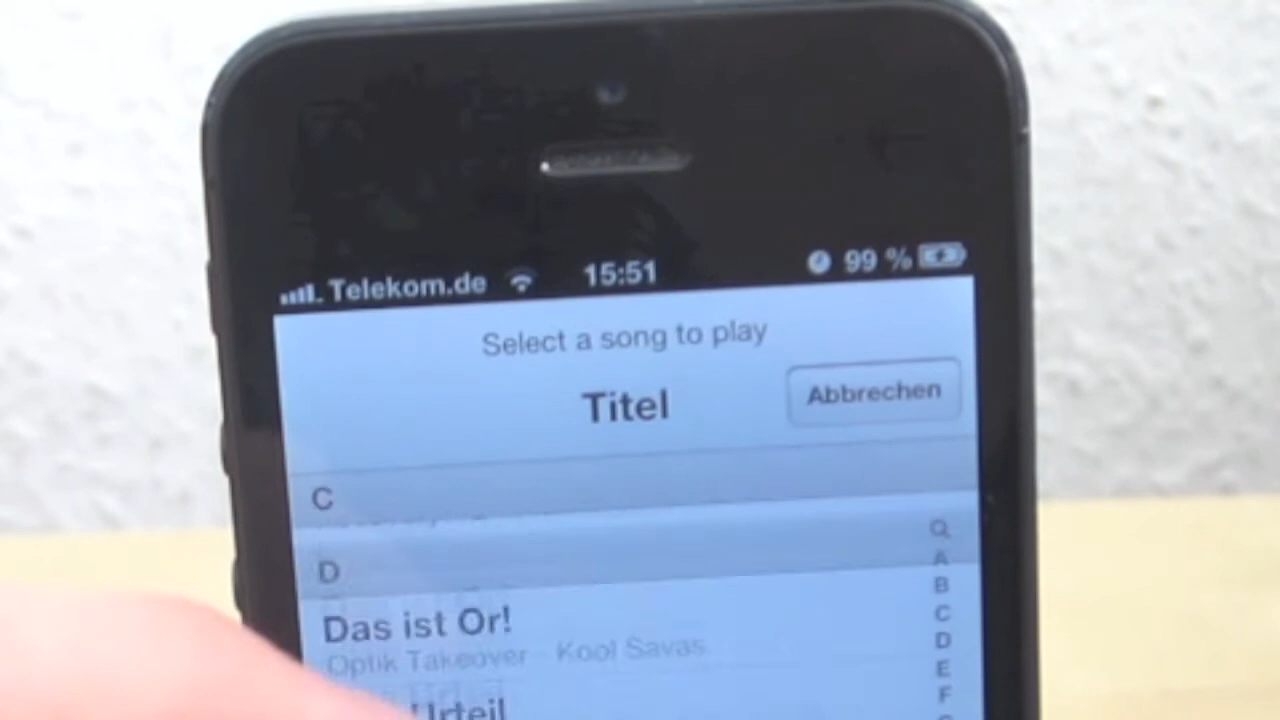 Telekom.de 15:51 99 %
Select a song to play
Titel
Abbrechen
C
D
Das ist Or!
Optik Takeover Kool Savas
Urteil
A
B
C
D
E
F